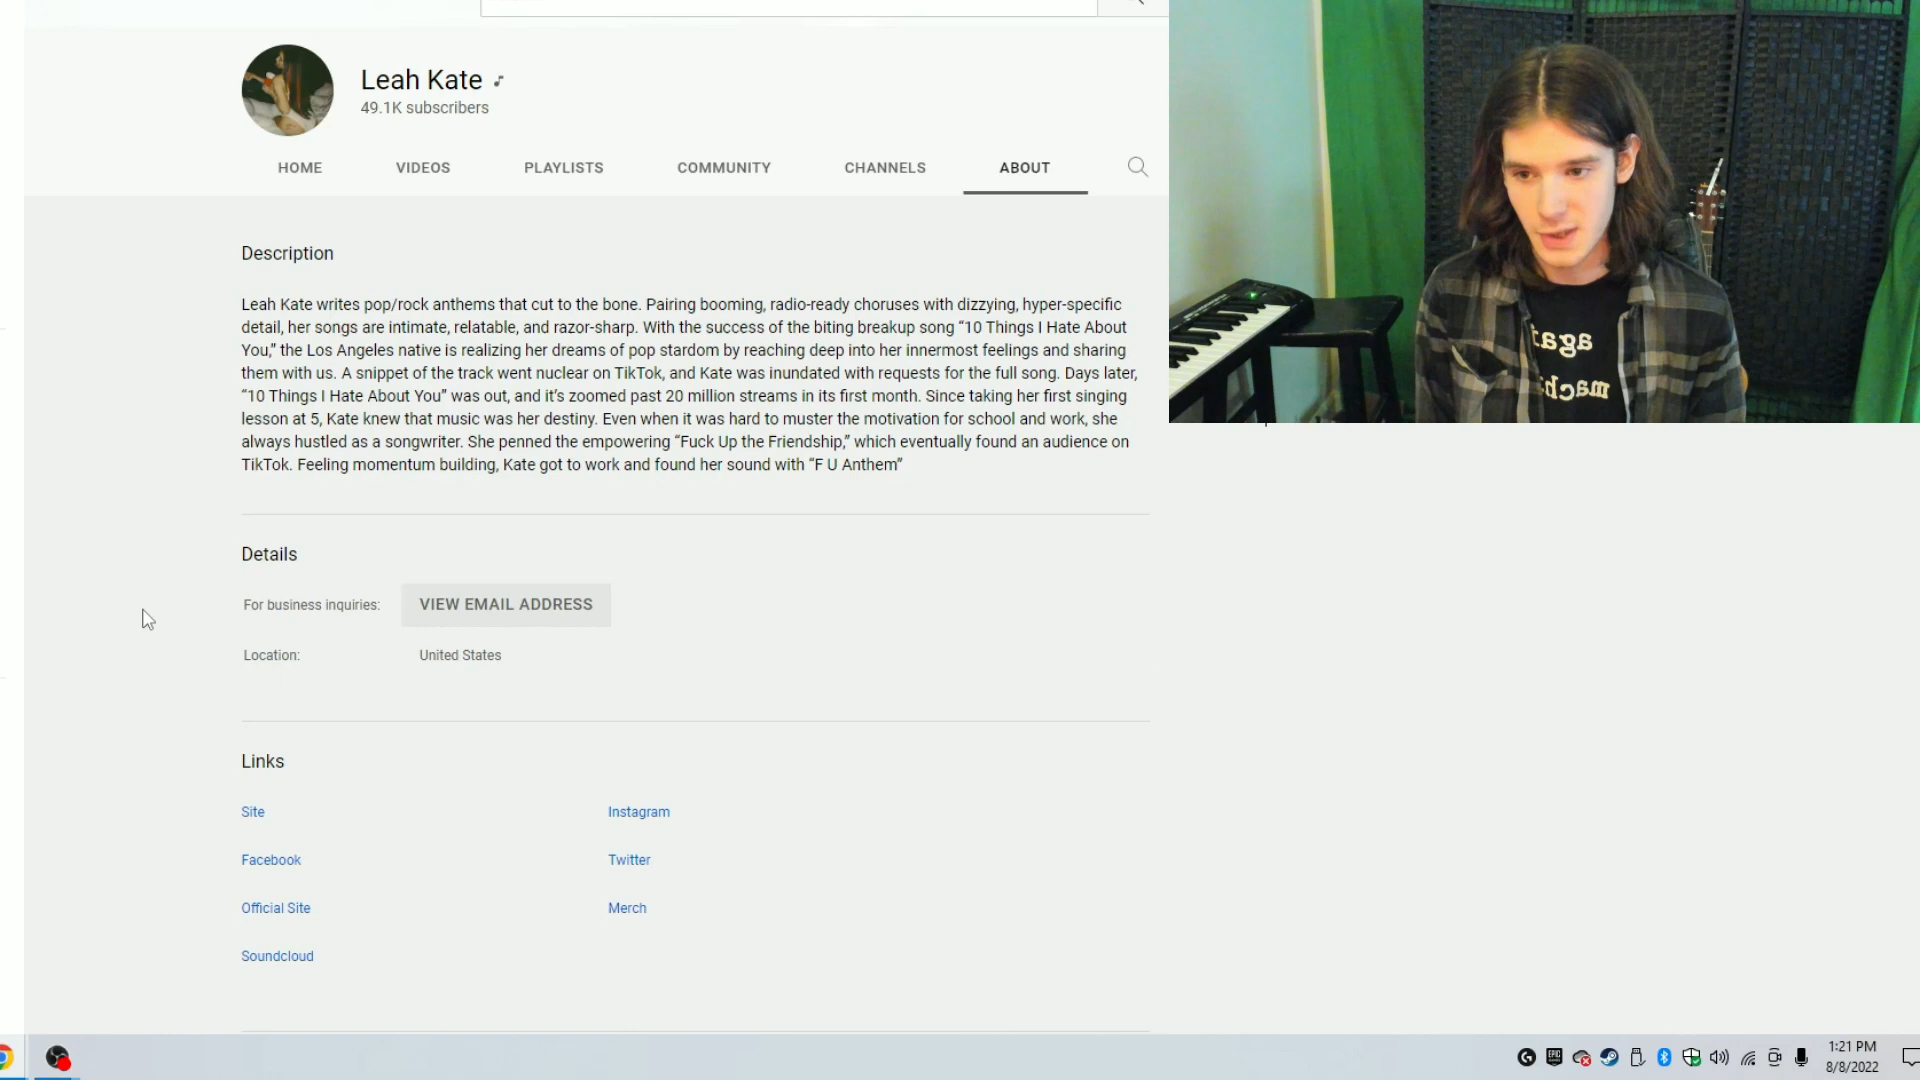 Leah Kate
49.1K subscribers
HOME VIDEOS PLAYLISTS COMMUNITY CHANNELS ABOUT
Description
Leah Kate writes pop/rock anthems that cut to the bone. Pairing booming, radio-ready choruses with dizzying, hyper-specific
detail, her songs are intimate, relatable, and razor-sharp. With the success of the biting breakup song “10 Things I Hate About
You,” the Los Angeles native is realizing her dreams of pop stardom by reaching deep into her innermost feelings and sharing
them with us. A snippet of the track went nuclear on TikTok, and Kate was inundated with requests for the full song. Days later,
“10 Things I Hate About You” was out, and it’s zoomed past 20 million streams in its first month. Since taking her first singing
lesson at 5, Kate knew that music was her destiny. Even when it was hard to muster the motivation for school and work, she
always hustled as a songwriter. She penned the empowering “Fuck Up the Friendship,” which eventually found an audience on
TikTok. Feeling momentum building, Kate got to work and found her sound with “F U Anthem”
Details
For business inquiries: VIEW EMAIL ADDRESS
Location: United States
Links
Site Instagram
Facebook Twitter
Official Site Merch
Soundcloud
1:21 PM
8/8/2022